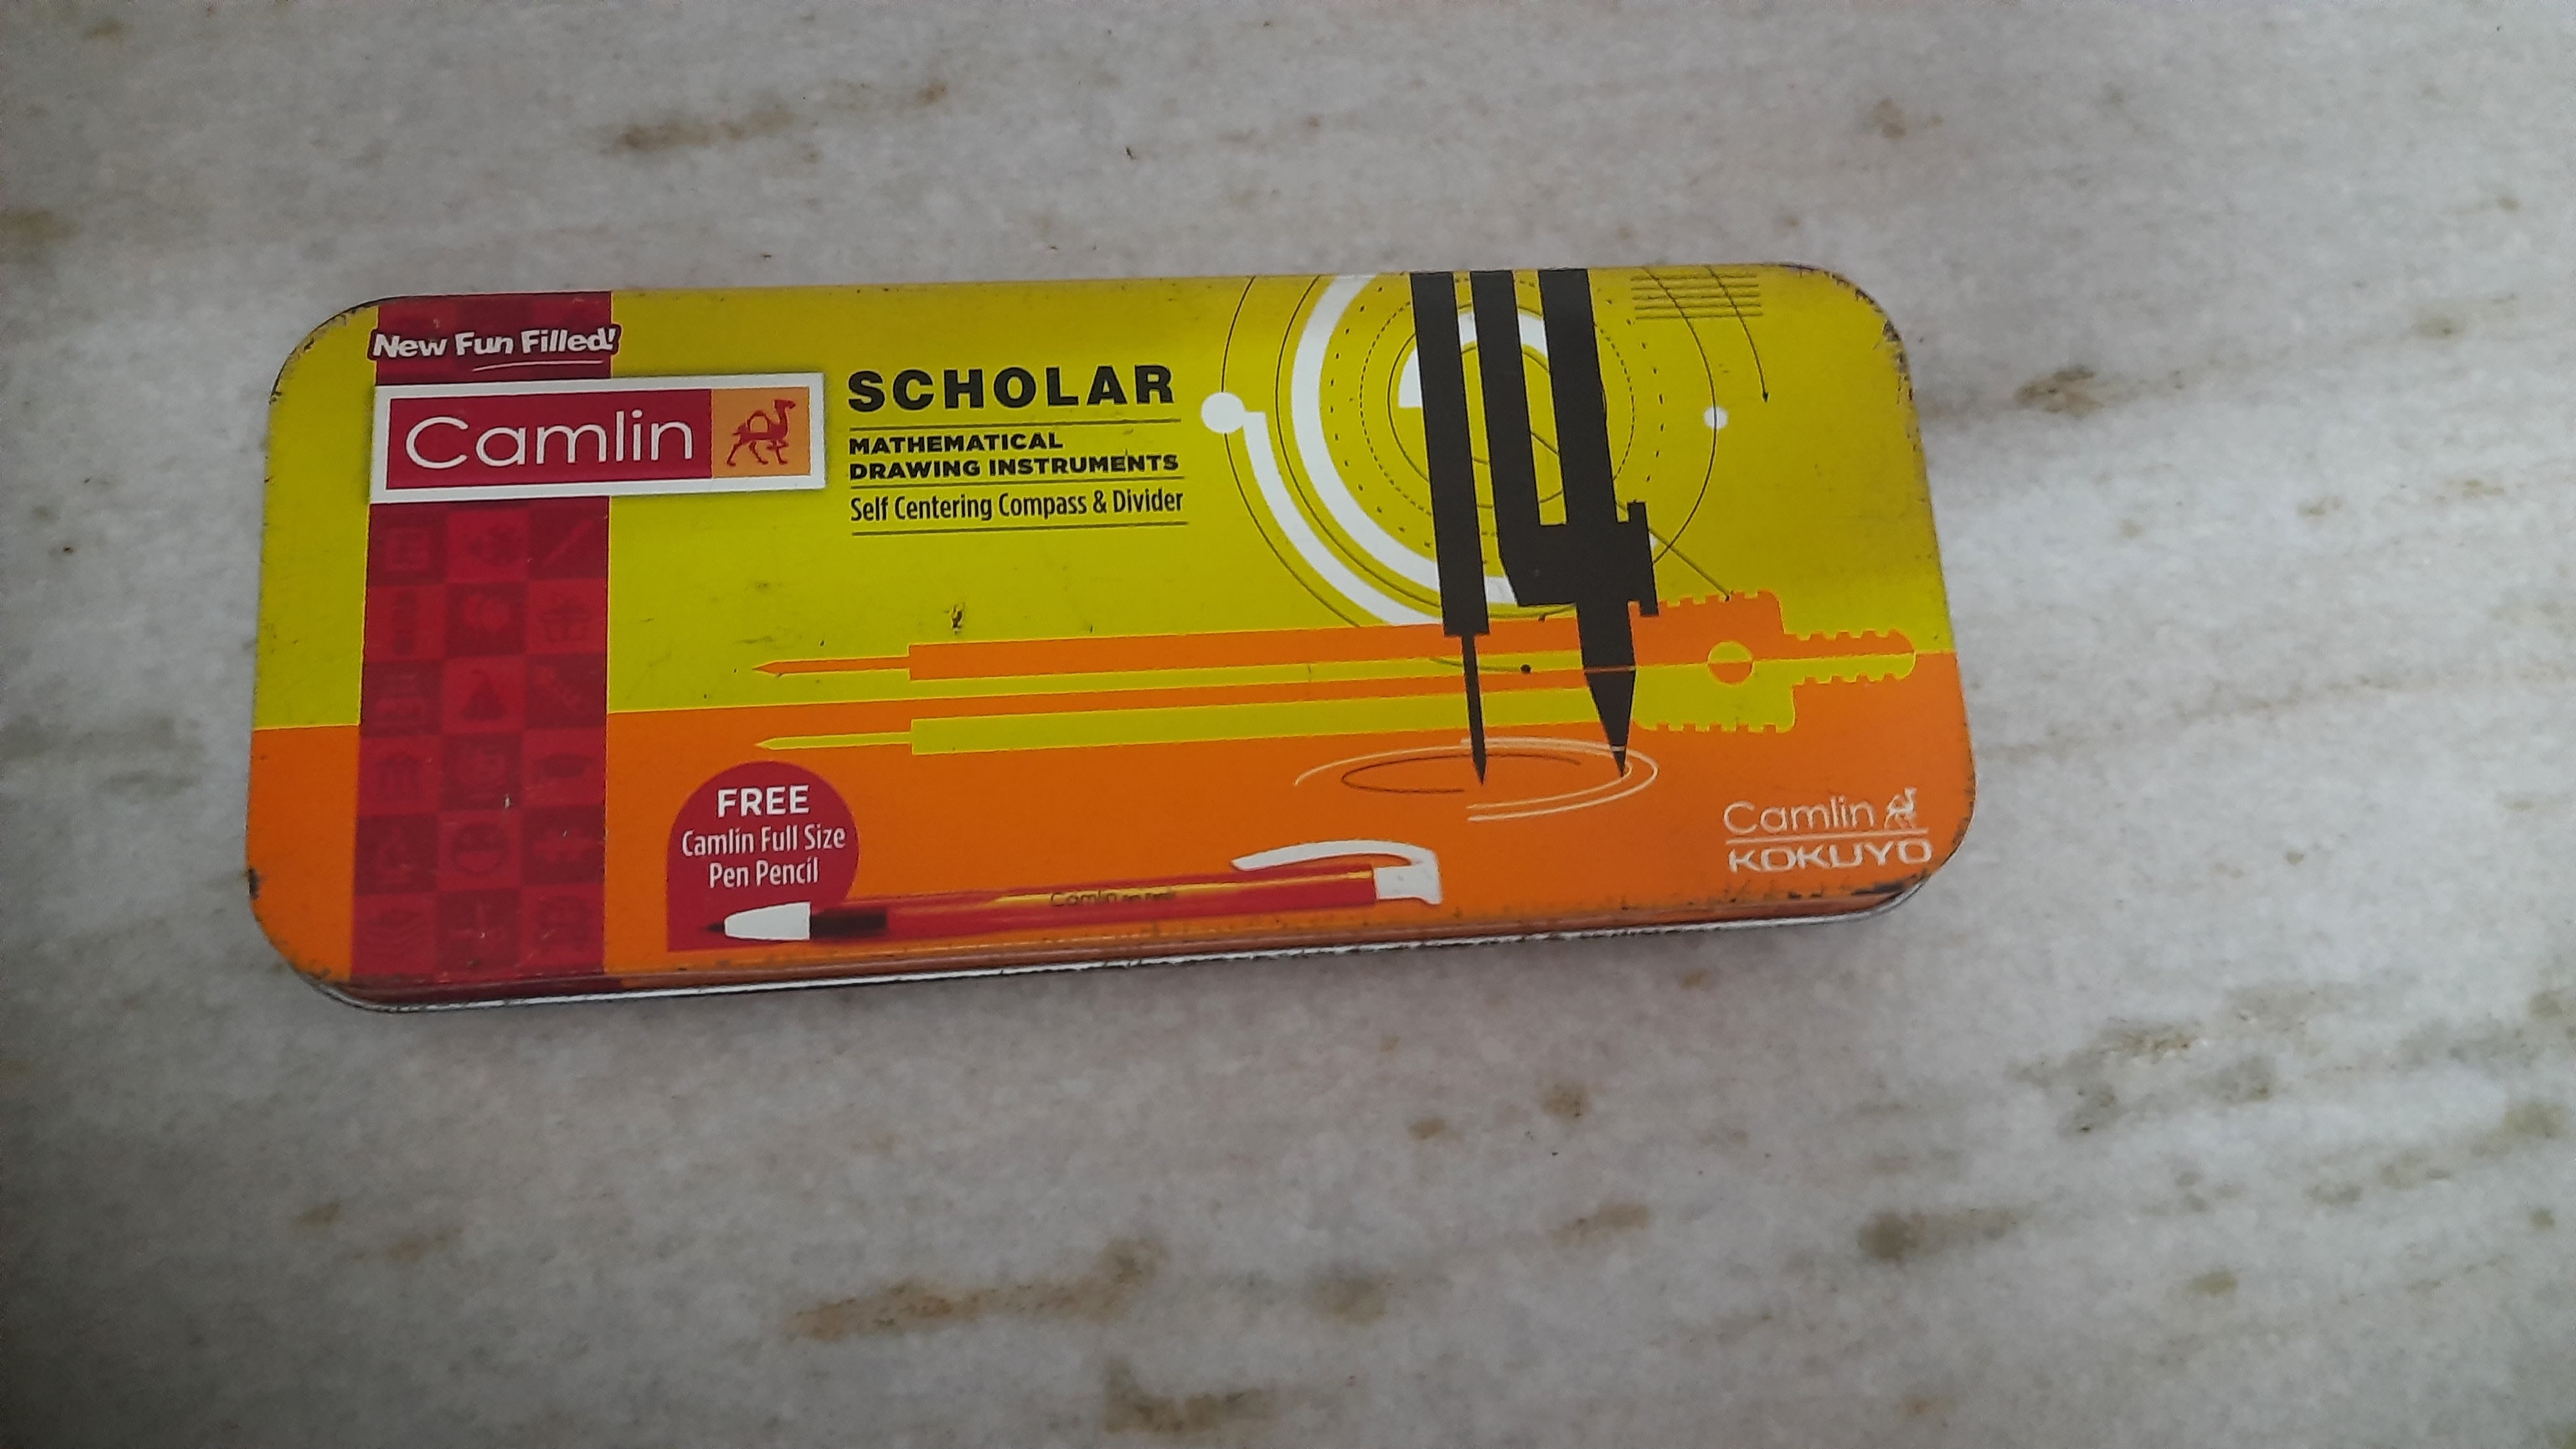 New Fun Filled!
Camlin
SCHOLAR
MATHEMATICAL
DRAWING INSTRUMENTS
Self Centering Compass & Divider
FREE
Camlin Full Size
Pen Pencil
Camlin
Camlin
KOKUYO